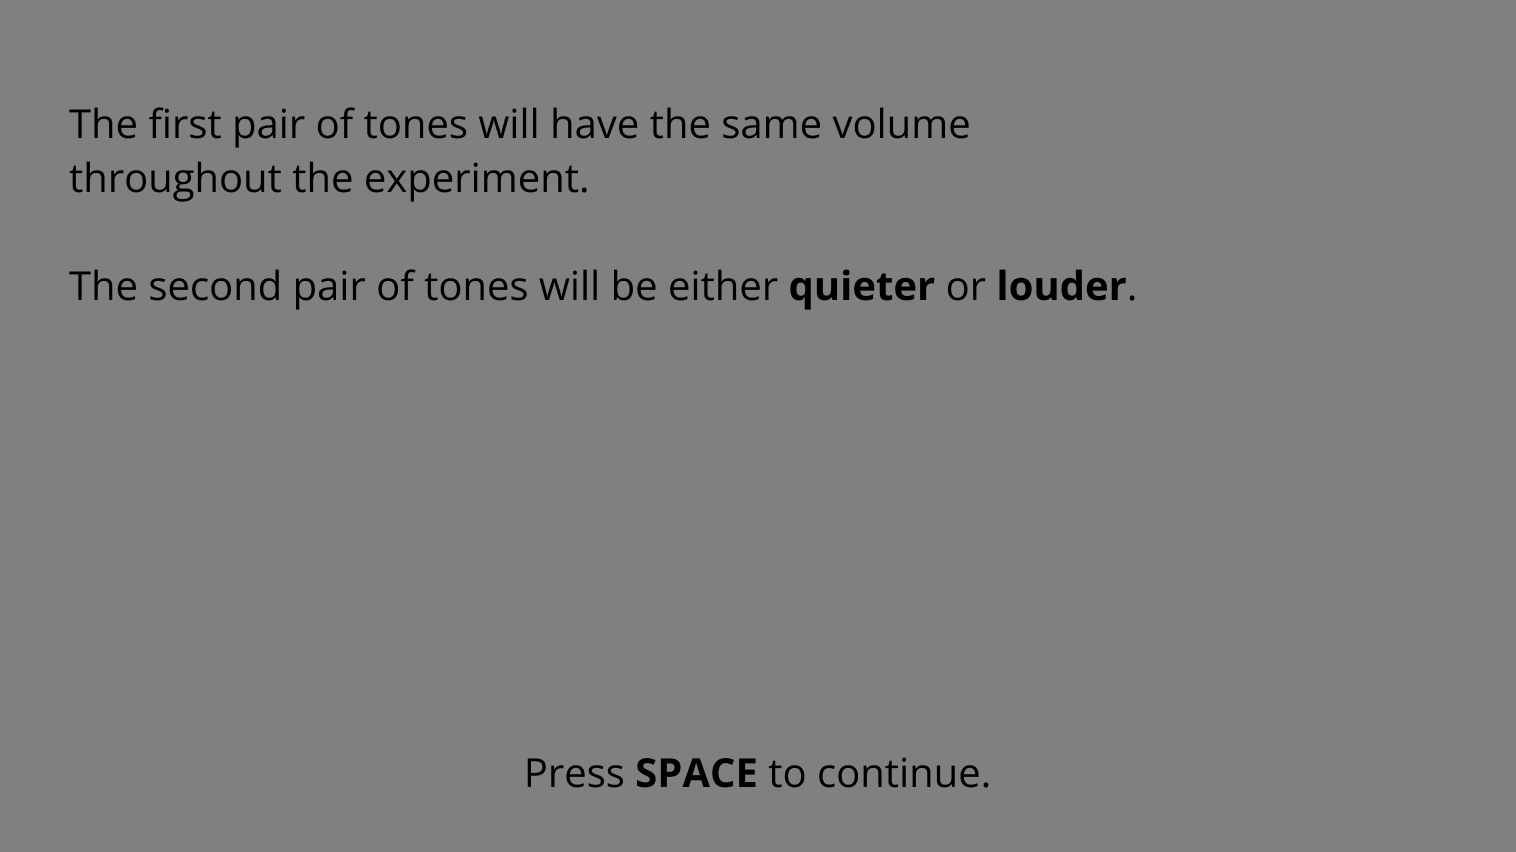 The first pair of tones will have the same volume
throughout the experiment.
The second pair of tones will be either quieter or louder.
Press SPACE to continue.